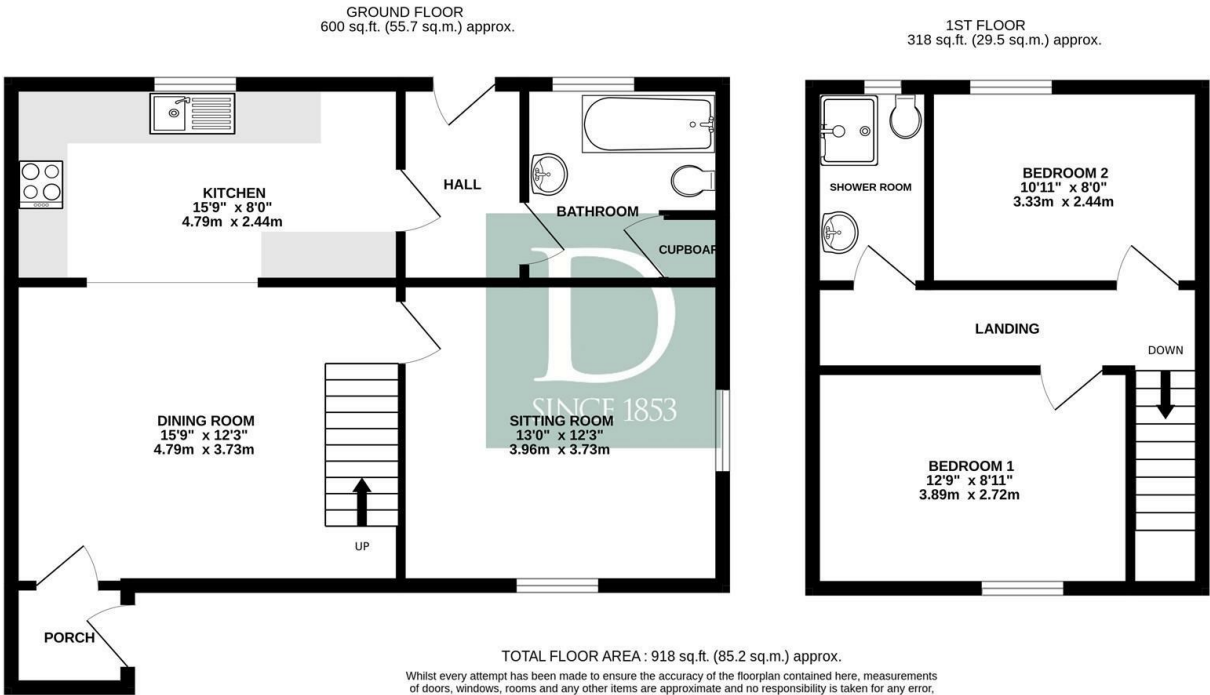 GROUND FLOOR
600 sq.ft. (55.7 sq.m.) approx.
1ST FLOOR
318 sq.ft. (29.5 sq.m.) approx.
KITCHEN
15'9" x 8'0"
4.79m x 2.44m
HALL
BATHROOM
CUPBOAR
DINING ROOM
15'9" x 12'3"
4.79m x 3.73m
UP
D
SINCE 1853
SITTING ROOM
13'0" x 12'3"
3.96m x 3.73m
PORCH
SHOWER ROOM
BEDROOM 2
10'11" x 8'0"
3.33m x 2.44m
LANDING
DOWN
BEDROOM 1
12'9" x 8'11"
3.89m x 2.72m
TOTAL FLOOR AREA : 918 sq.ft. (85.2 sq.m.) approx.
Whilst every attempt has been made to ensure the accuracy of the floorplan contained here, measurements
of doors, windows, rooms and any other items are approximate and no responsibility is taken for any error,